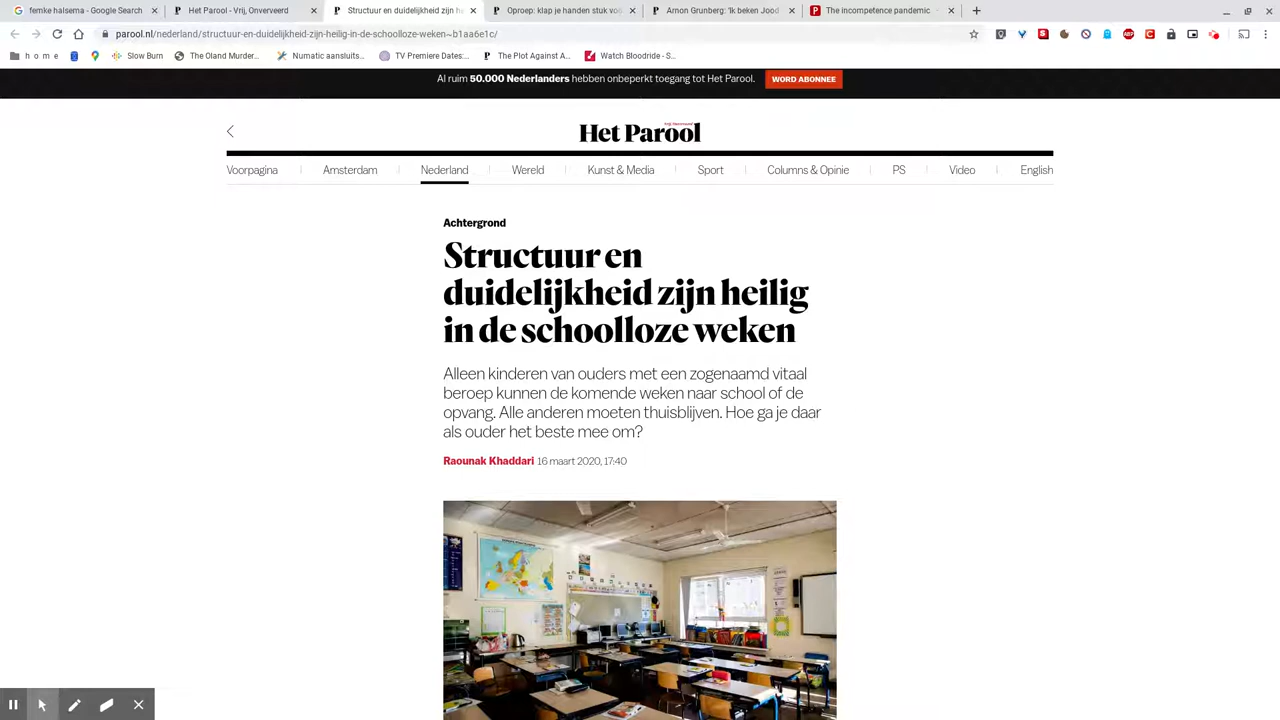 femke halsema - Google Search
Het Parool - Vrij, Onverveerd
Structuur en duidelijkheid zijn he
Oproep: klap je handen stuk voo
Arnon Grunberg: 'Ik beken Jood
The incompetence pandemic
parool.nl/nederland/structuur-en-duidelijkheid-zijn-heilig-in-de-schoolloze-weken~b1aa6e1c/
h o m e
Slow Burn
The Oland Murder...
Numatic aansluits...
TV Premiere Dates:...
The Plot Against A...
Watch Bloodride - S...
Al ruim 50.000 Nederlanders hebben onbeperkt toegang tot Het Parool.
WORD ABONNEE
Het Parool
Voorpagina
Amsterdam
Nederland
Wereld
Kunst & Media
Sport
Columns & Opinie
PS
Video
English
Achtergrond
Structuur en
duidelijkheid zijn heilig
in de schoolloze weken
Alleen kinderen van ouders met een zogenaamd vitaal
beroep kunnen de komende weken naar school of de
opvang. Alle anderen moeten thuisblijven. Hoe ga je daar
als ouder het beste mee om?
Raounak Khaddari 16 maart 2020, 17:40